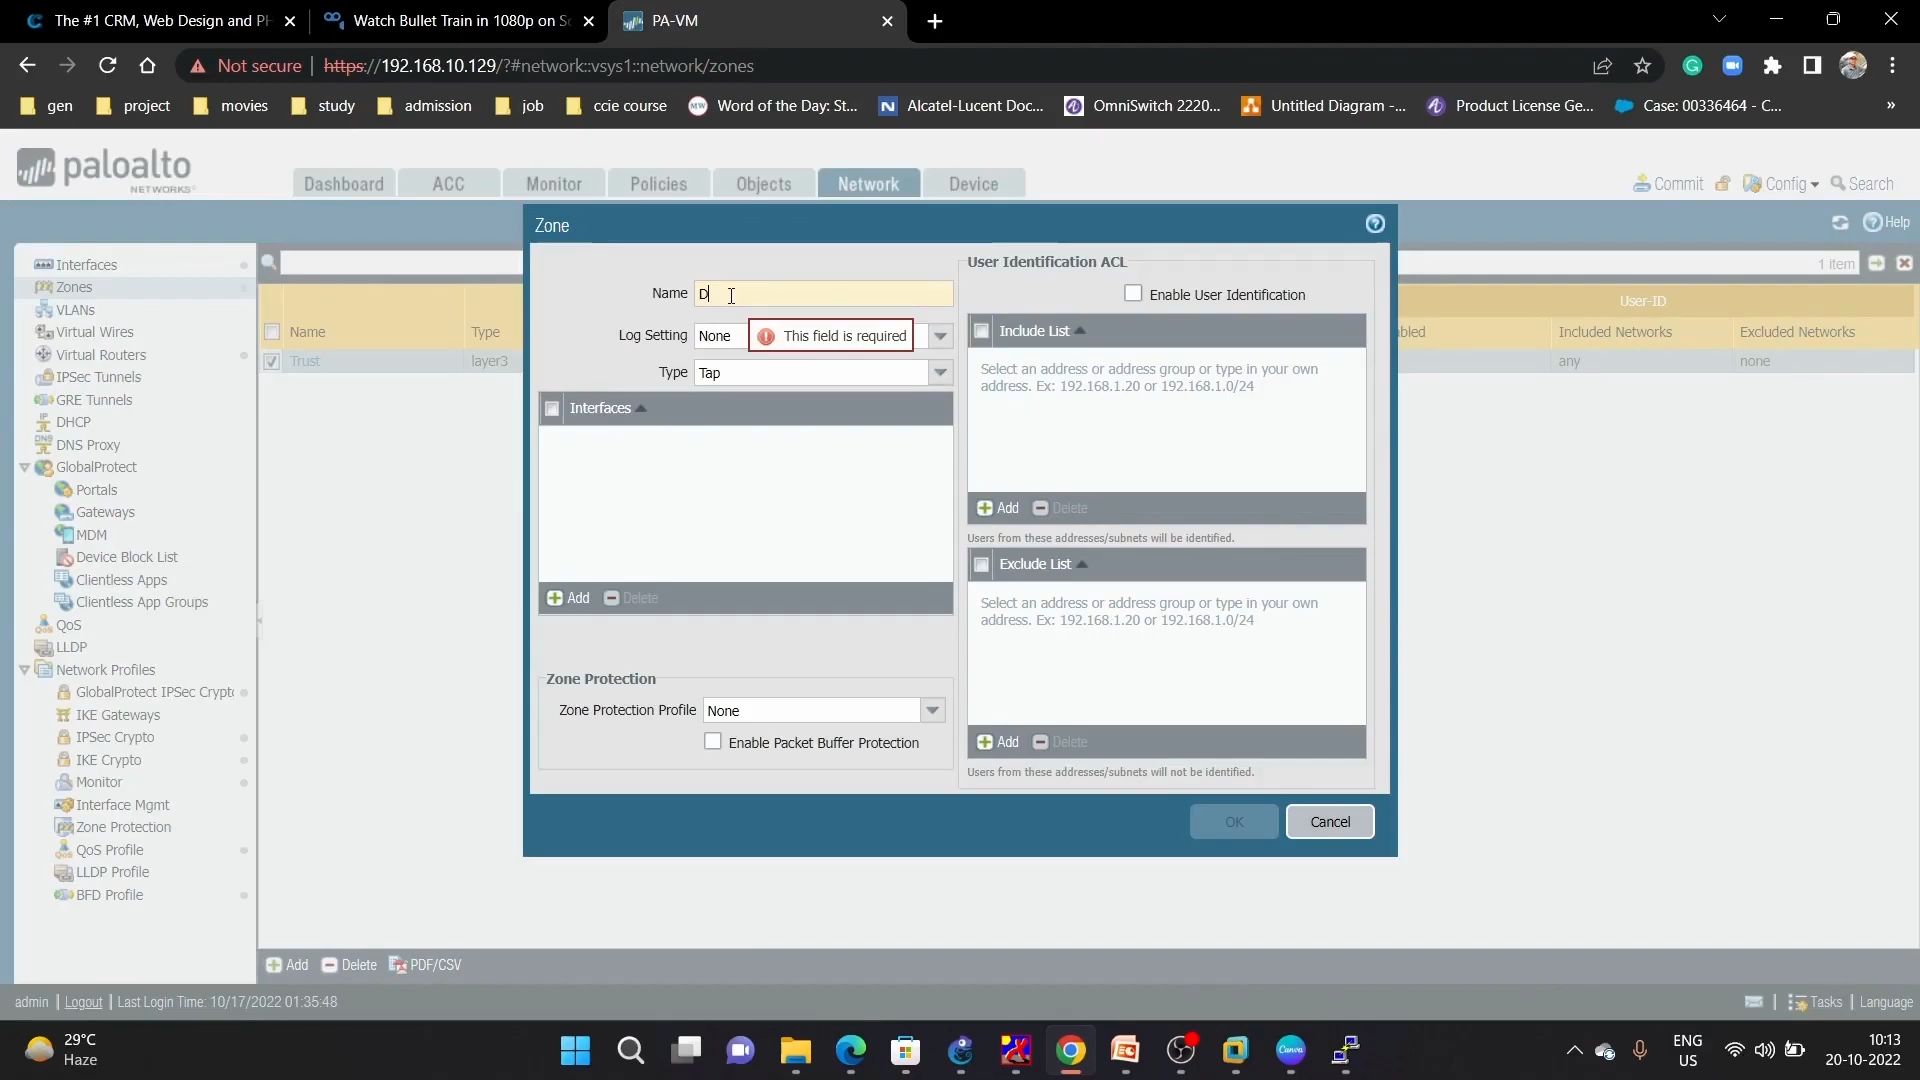 The #1 CRM, Web Design and PH
Watch Bullet Train in 1080p on So
PA-VM
Not secure
https://192.168.10.129/?#network::vsys1::network/zones
gen
project
movies
study
admission
job
ccie course
Word of the Day: St...
Alcatel-Lucent Doc...
OmniSwitch 2220...
Untitled Diagram -...
Product License Ge...
Case: 00336464 - C...
»
paloalto
NETWORKS
Dashboard
ACC
Monitor
Policies
Objects
Network
Device
Commit
Config
Search
Help
Interfaces
Zones
VLANs
Virtual Wires
Virtual Routers
IPSec Tunnels
GRE Tunnels
DHCP
DNS Proxy
GlobalProtect
Portals
Gateways
MDM
Device Block List
Clientless Apps
Clientless App Groups
QoS
LLDP
Network Profiles
GlobalProtect IPSec Crypto
IKE Gateways
IPSec Crypto
IKE Crypto
Monitor
Interface Mgmt
Zone Protection
QoS Profile
LLDP Profile
BFD Profile
1 item
Name
Type
Trust
layer3
User-ID
bled
Included Networks
Excluded Networks
any
none
Zone
Name D
Log Setting None
This field is required
Type Tap
Interfaces
Add
Delete
Zone Protection
Zone Protection Profile None
Enable Packet Buffer Protection
User Identification ACL
Enable User Identification
Include List
Select an address or address group or type in your own
address. Ex: 192.168.1.20 or 192.168.1.0/24
Add
Delete
Users from these addresses/subnets will be identified.
Exclude List
Select an address or address group or type in your own
address. Ex: 192.168.1.20 or 192.168.1.0/24
Add
Delete
Users from these addresses/subnets will not be identified.
OK
Cancel
Add
Delete
PDF/CSV
admin | Logout | Last Login Time: 10/17/2022 01:35:48
Tasks | Language
29°C
Haze
Canva
ENG
US
10:13
20-10-2022